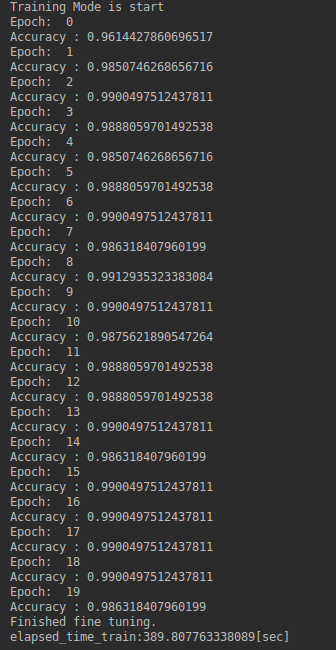 Training Mode is start
Epoch:  0
Accuracy : 0.9614427860696517
Epoch:  1
Accuracy : 0.9850746268656716
Epoch:  2
Accuracy : 0.9900497512437811
Epoch:  3
Accuracy : 0.9888059701492538
Epoch:  4
Accuracy : 0.9850746268656716
Epoch:  5
Accuracy : 0.9888059701492538
Epoch:  6
Accuracy : 0.9900497512437811
Epoch:  7
Accuracy : 0.986318407960199
Epoch:  8
Accuracy : 0.9912935323383084
Epoch:  9
Accuracy : 0.9900497512437811
Epoch:  10
Accuracy : 0.9875621890547264
Epoch:  11
Accuracy : 0.9888059701492538
Epoch:  12
Accuracy : 0.9888059701492538
Epoch:  13
Accuracy : 0.9900497512437811
Epoch:  14
Accuracy : 0.986318407960199
Epoch:  15
Accuracy : 0.9900497512437811
Epoch:  16
Accuracy : 0.9900497512437811
Epoch:  17
Accuracy : 0.9900497512437811
Epoch:  18
Accuracy : 0.9900497512437811
Epoch:  19
Accuracy : 0.986318407960199
Finished fine tuning.
elapsed_time_train:389.807763338089[sec]